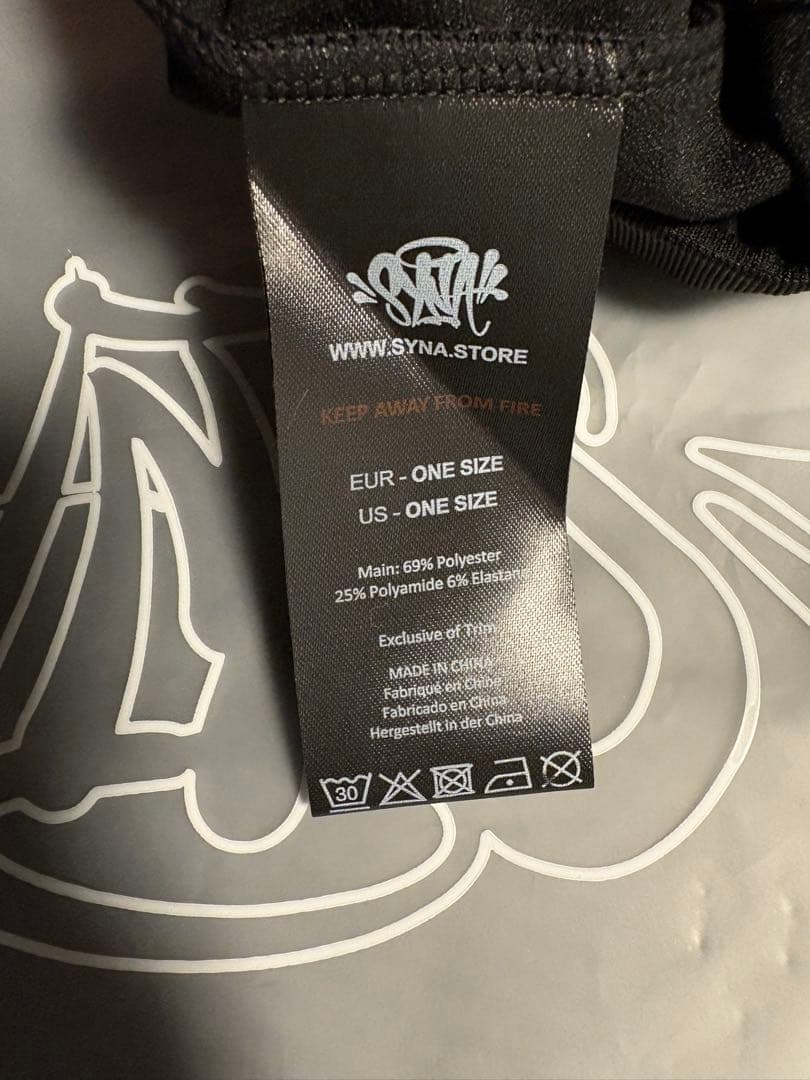 SYNA
WWW.SYNA.STORE
KEEP AWAY FROM FIRE
EUR - ONE SIZE
US - ONE SIZE
Main: 69% Polyester
25% Polyamide 6% Elastan
Exclusive of Trim
MADE IN CHINA
Fabriqué en Chine
Fabricado en China
Hergestellt in der China
30